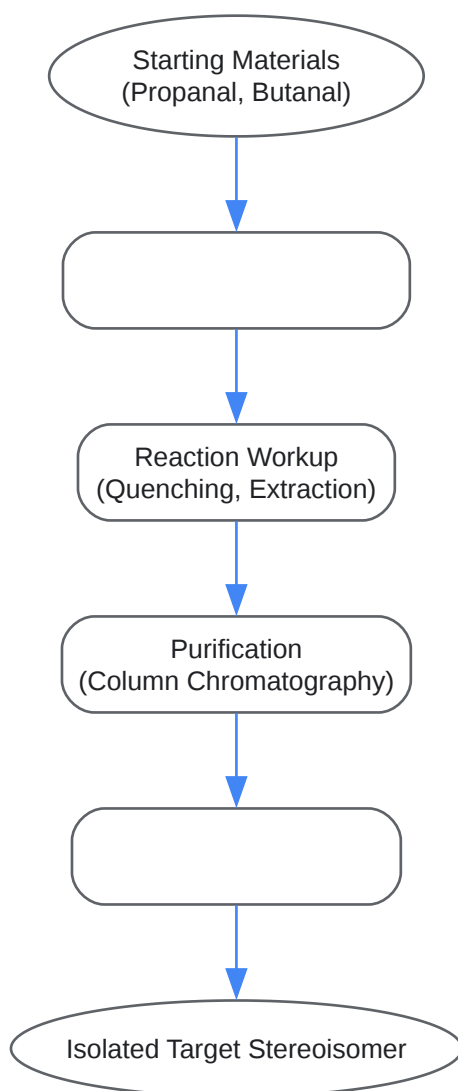 Starting Materials
(Propanal, Butanal)
Reaction Workup
(Quenching, Extraction)
Purification
(Column Chromatography)
Isolated Target Stereoisomer